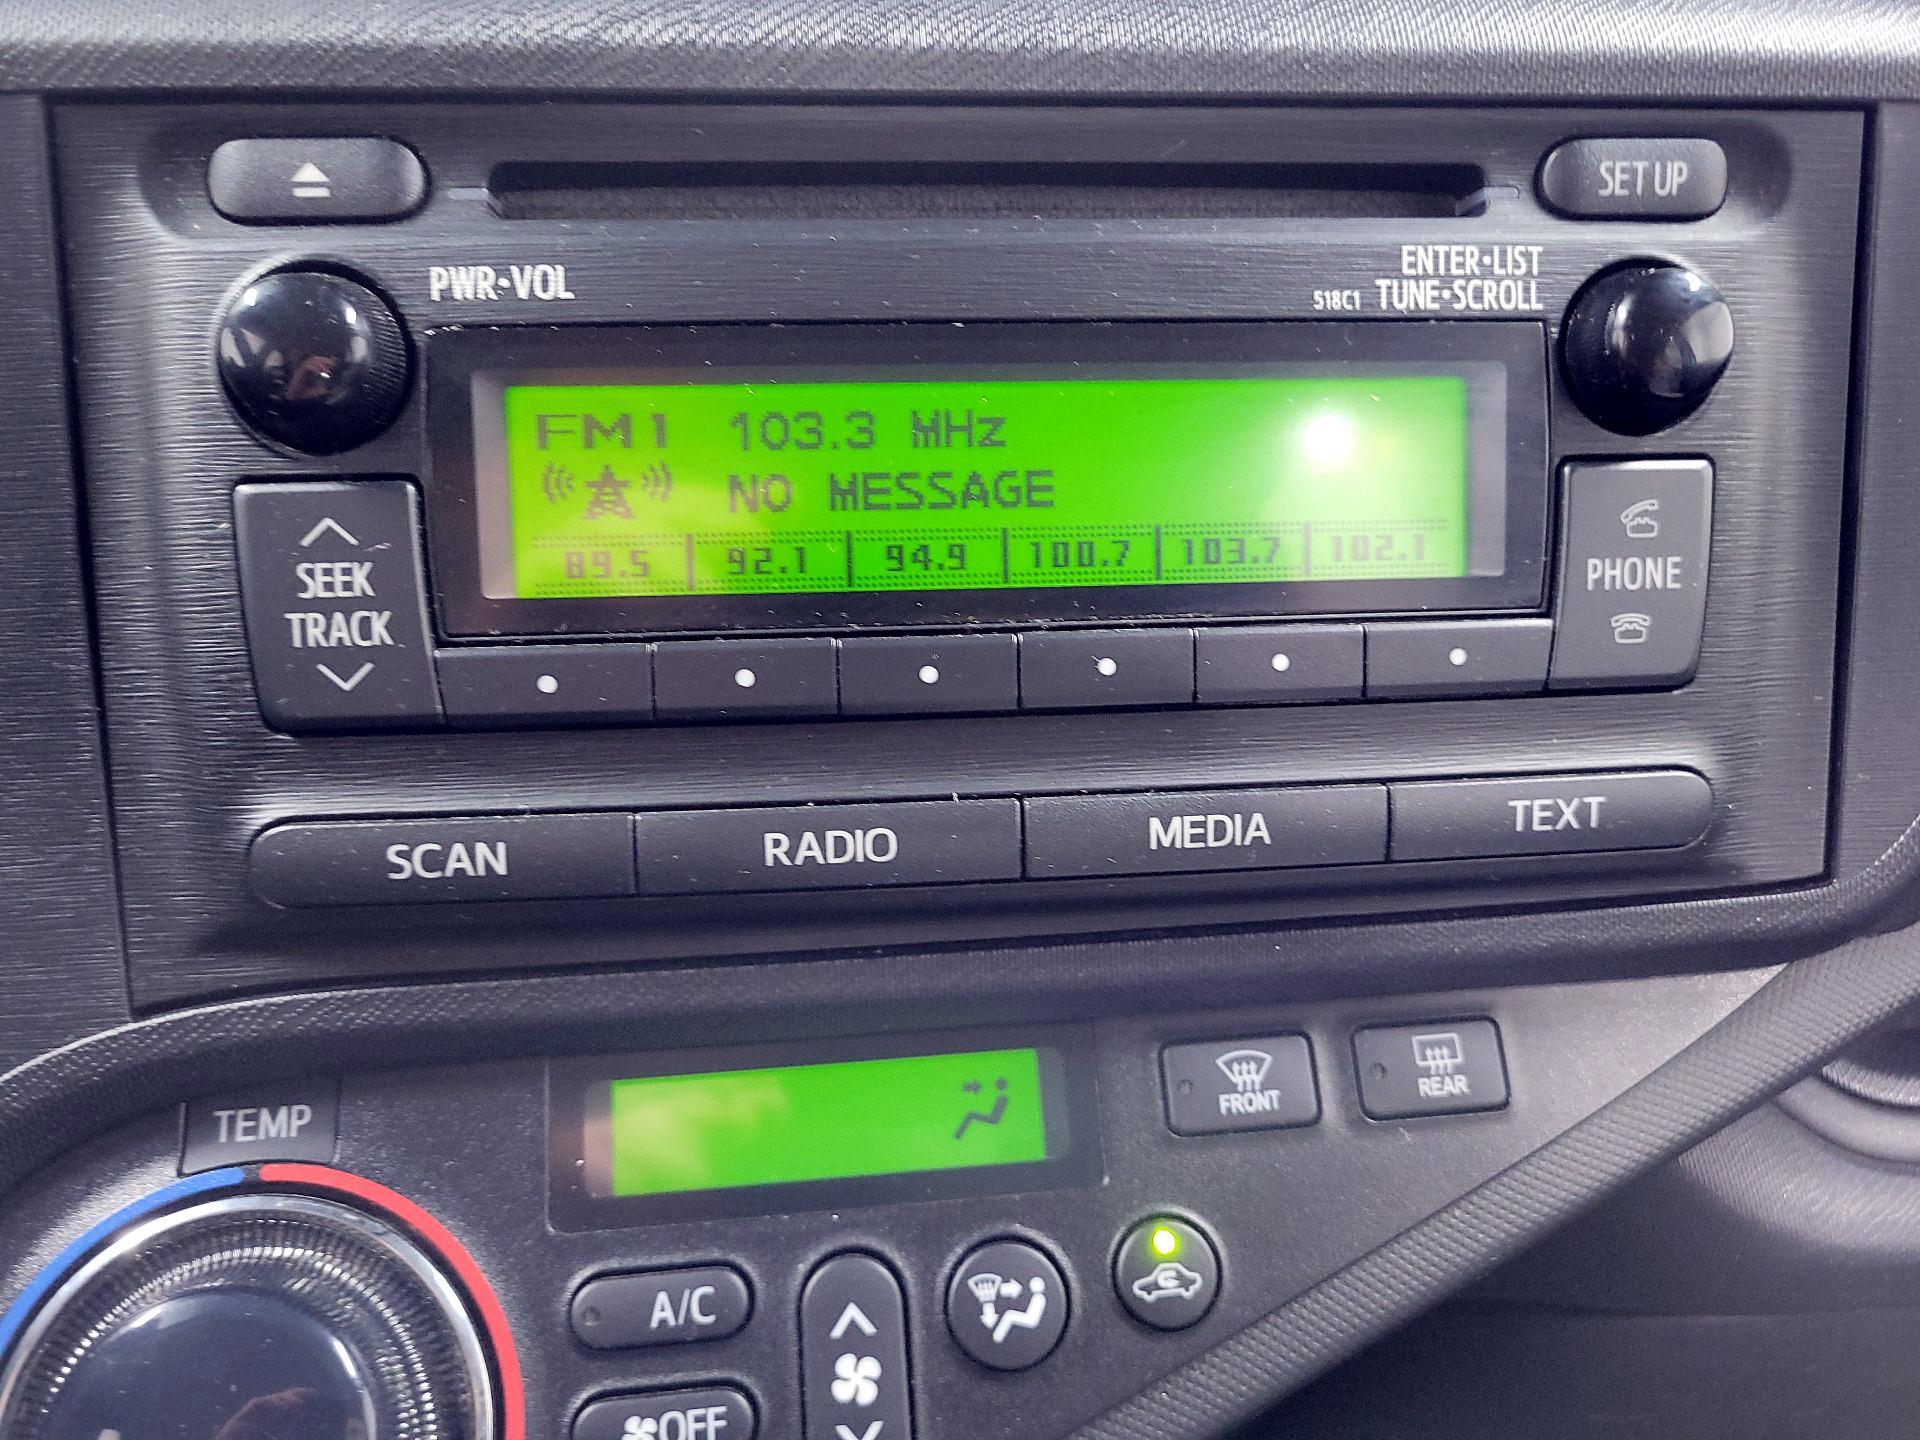 SET UP
PWR•VOL
ENTER•LIST
518C1 TUNE•SCROLL
FM1 103.3 MHz
NO MESSAGE
89.5 92.1 94.9 100.7 103.7 102.1
SEEK
TRACK
PHONE
SCAN RADIO MEDIA TEXT
TEMP
FRONT
REAR
A/C
OFF